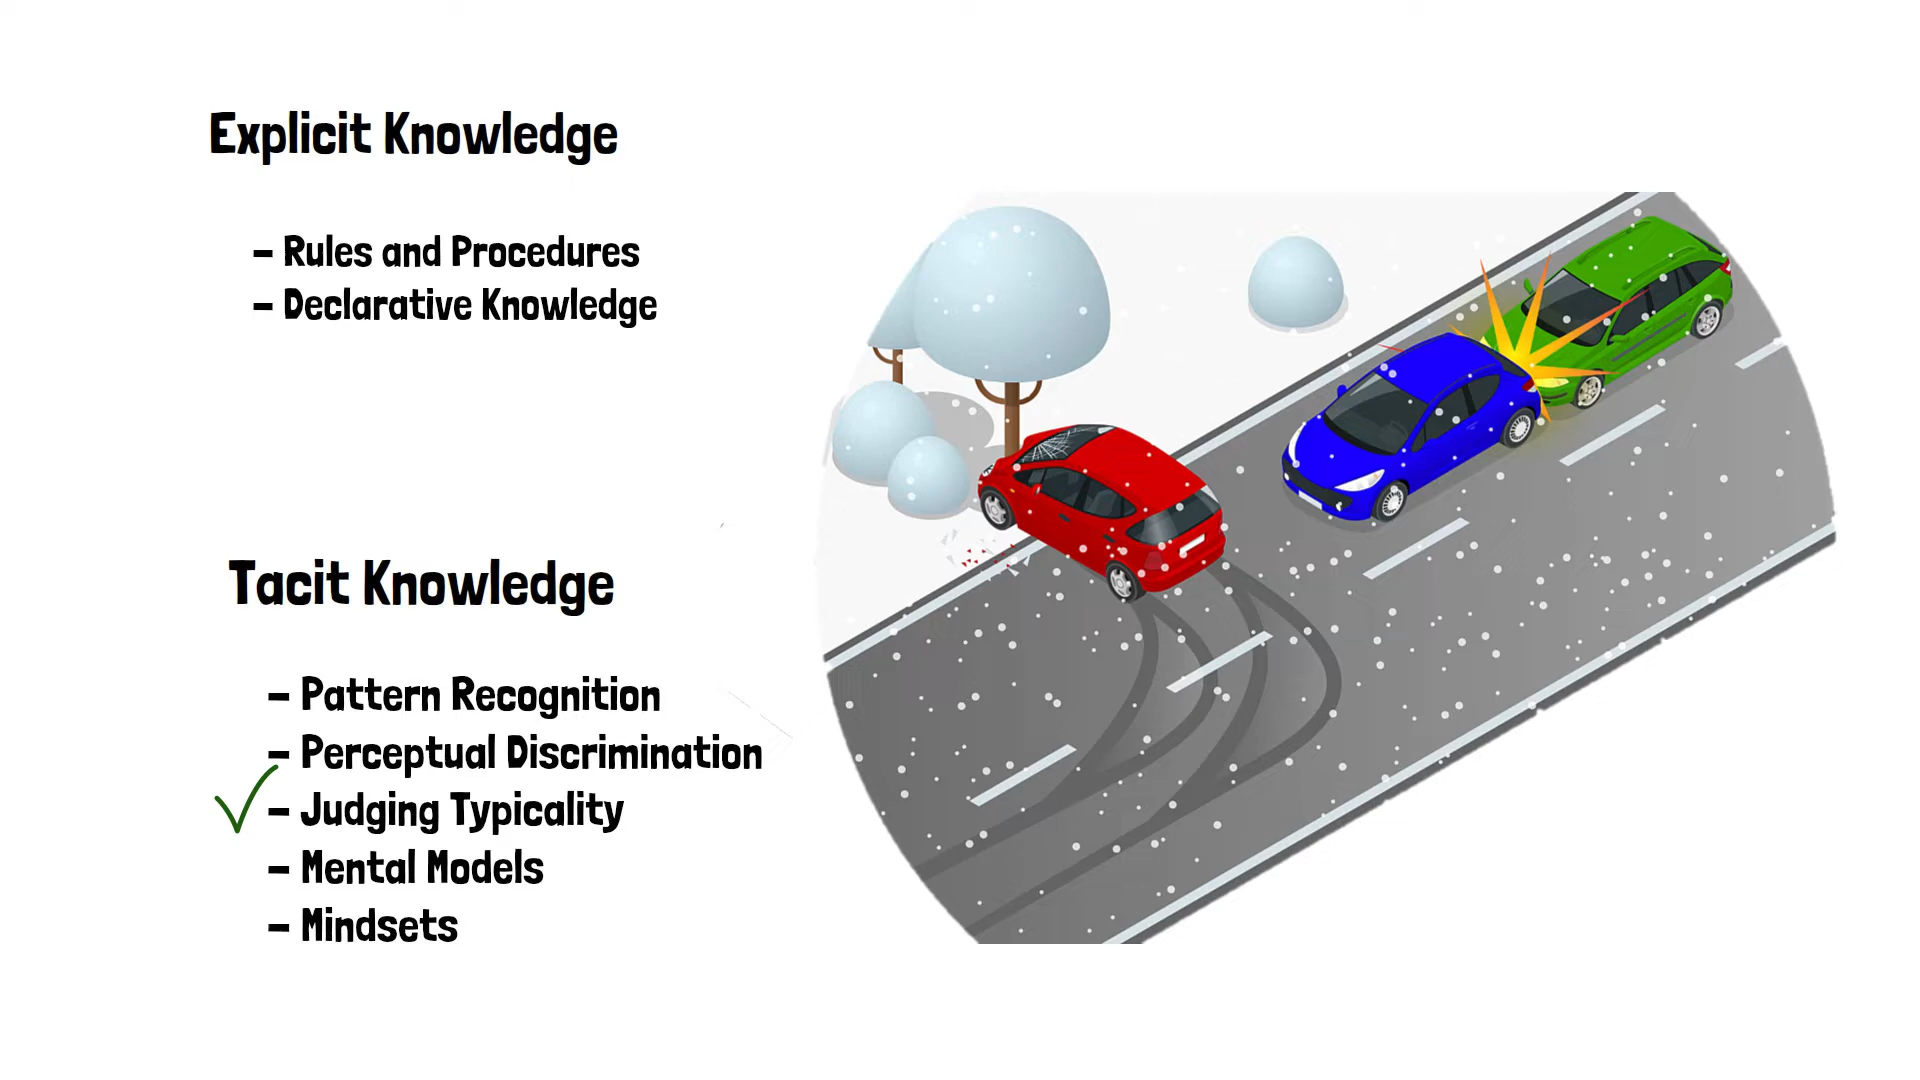 Explicit Knowledge
- Rules and Procedures
- Declarative Knowledge
Tacit Knowledge
- Pattern Recognition
- Perceptual Discrimination
- Judging Typicality
- Mental Models
- Mindsets